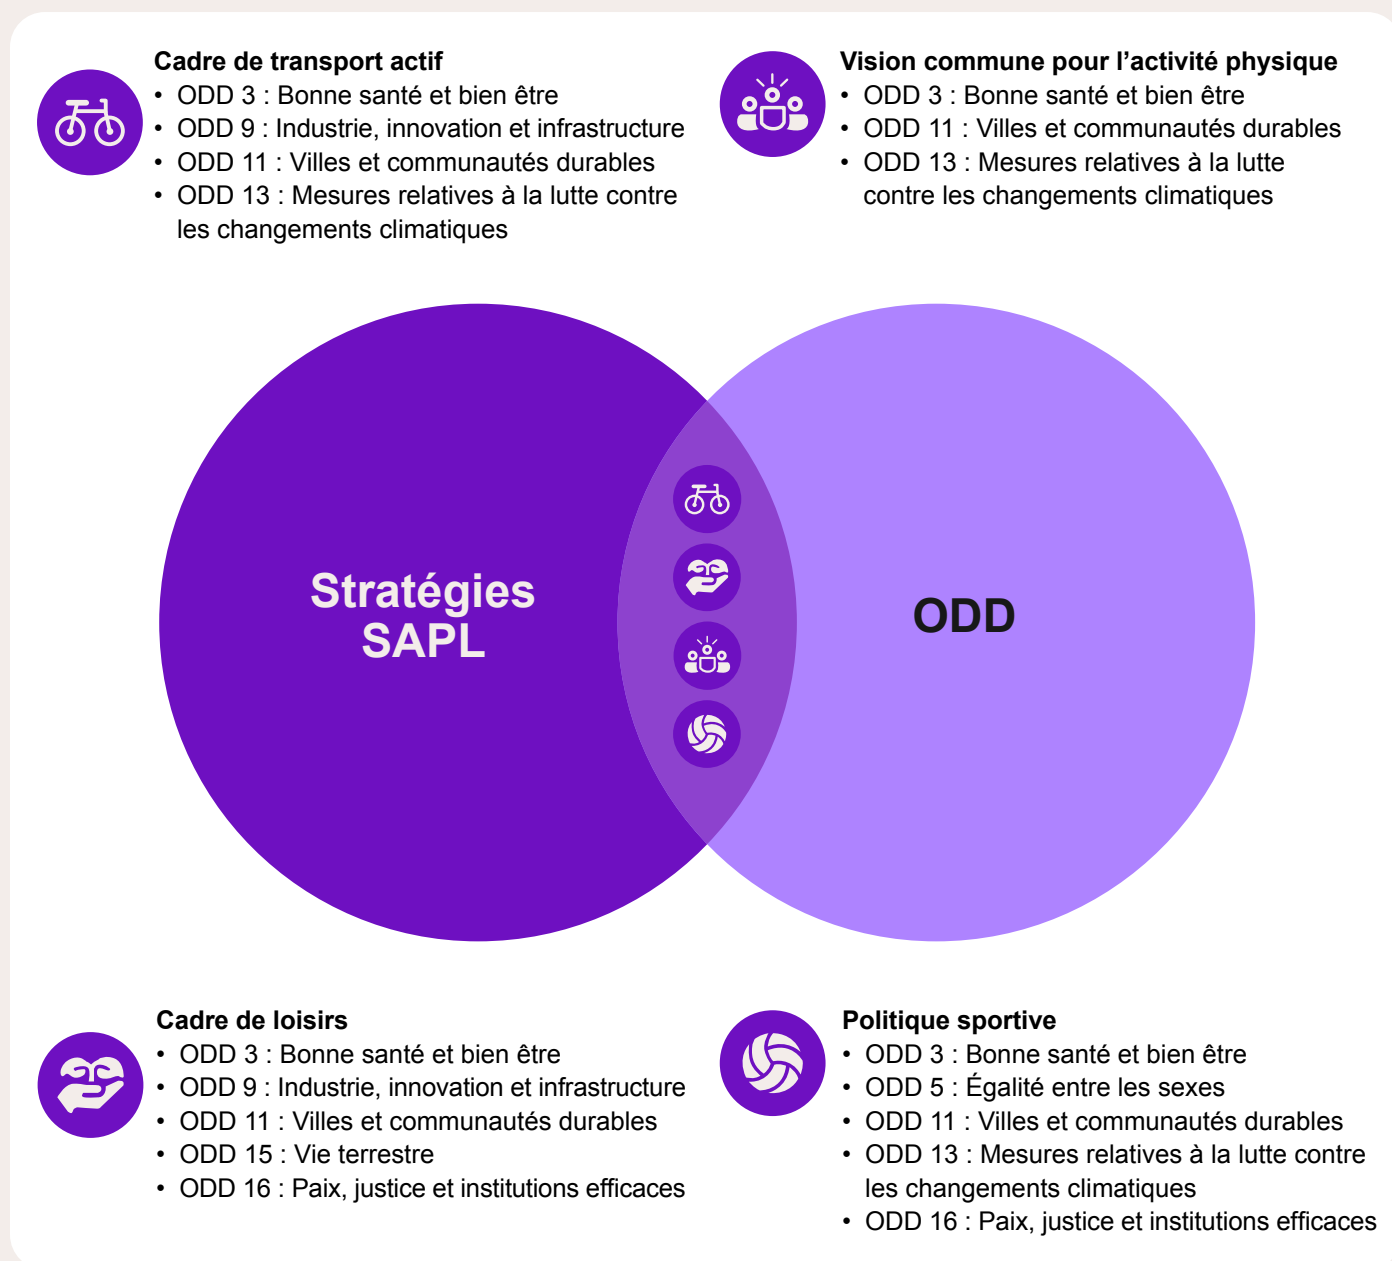 Cadre de transport actif
• ODD 3 : Bonne santé et bien être
• ODD 9 : Industrie, innovation et infrastructure
• ODD 11 : Villes et communautés durables
• ODD 13 : Mesures relatives à la lutte contre
les changements climatiques
Vision commune pour l’activité physique
• ODD 3 : Bonne santé et bien être
• ODD 11 : Villes et communautés durables
• ODD 13 : Mesures relatives à la lutte
contre les changements climatiques
Stratégies
SAPL
ODD
Cadre de loisirs
• ODD 3 : Bonne santé et bien être
• ODD 9 : Industrie, innovation et infrastructure
• ODD 11 : Villes et communautés durables
• ODD 15 : Vie terrestre
• ODD 16 : Paix, justice et institutions efficaces
Politique sportive
• ODD 3 : Bonne santé et bien être
• ODD 5 : Égalité entre les sexes
• ODD 11 : Villes et communautés durables
• ODD 13 : Mesures relatives à la lutte contre
les changements climatiques
• ODD 16 : Paix, justice et institutions efficaces